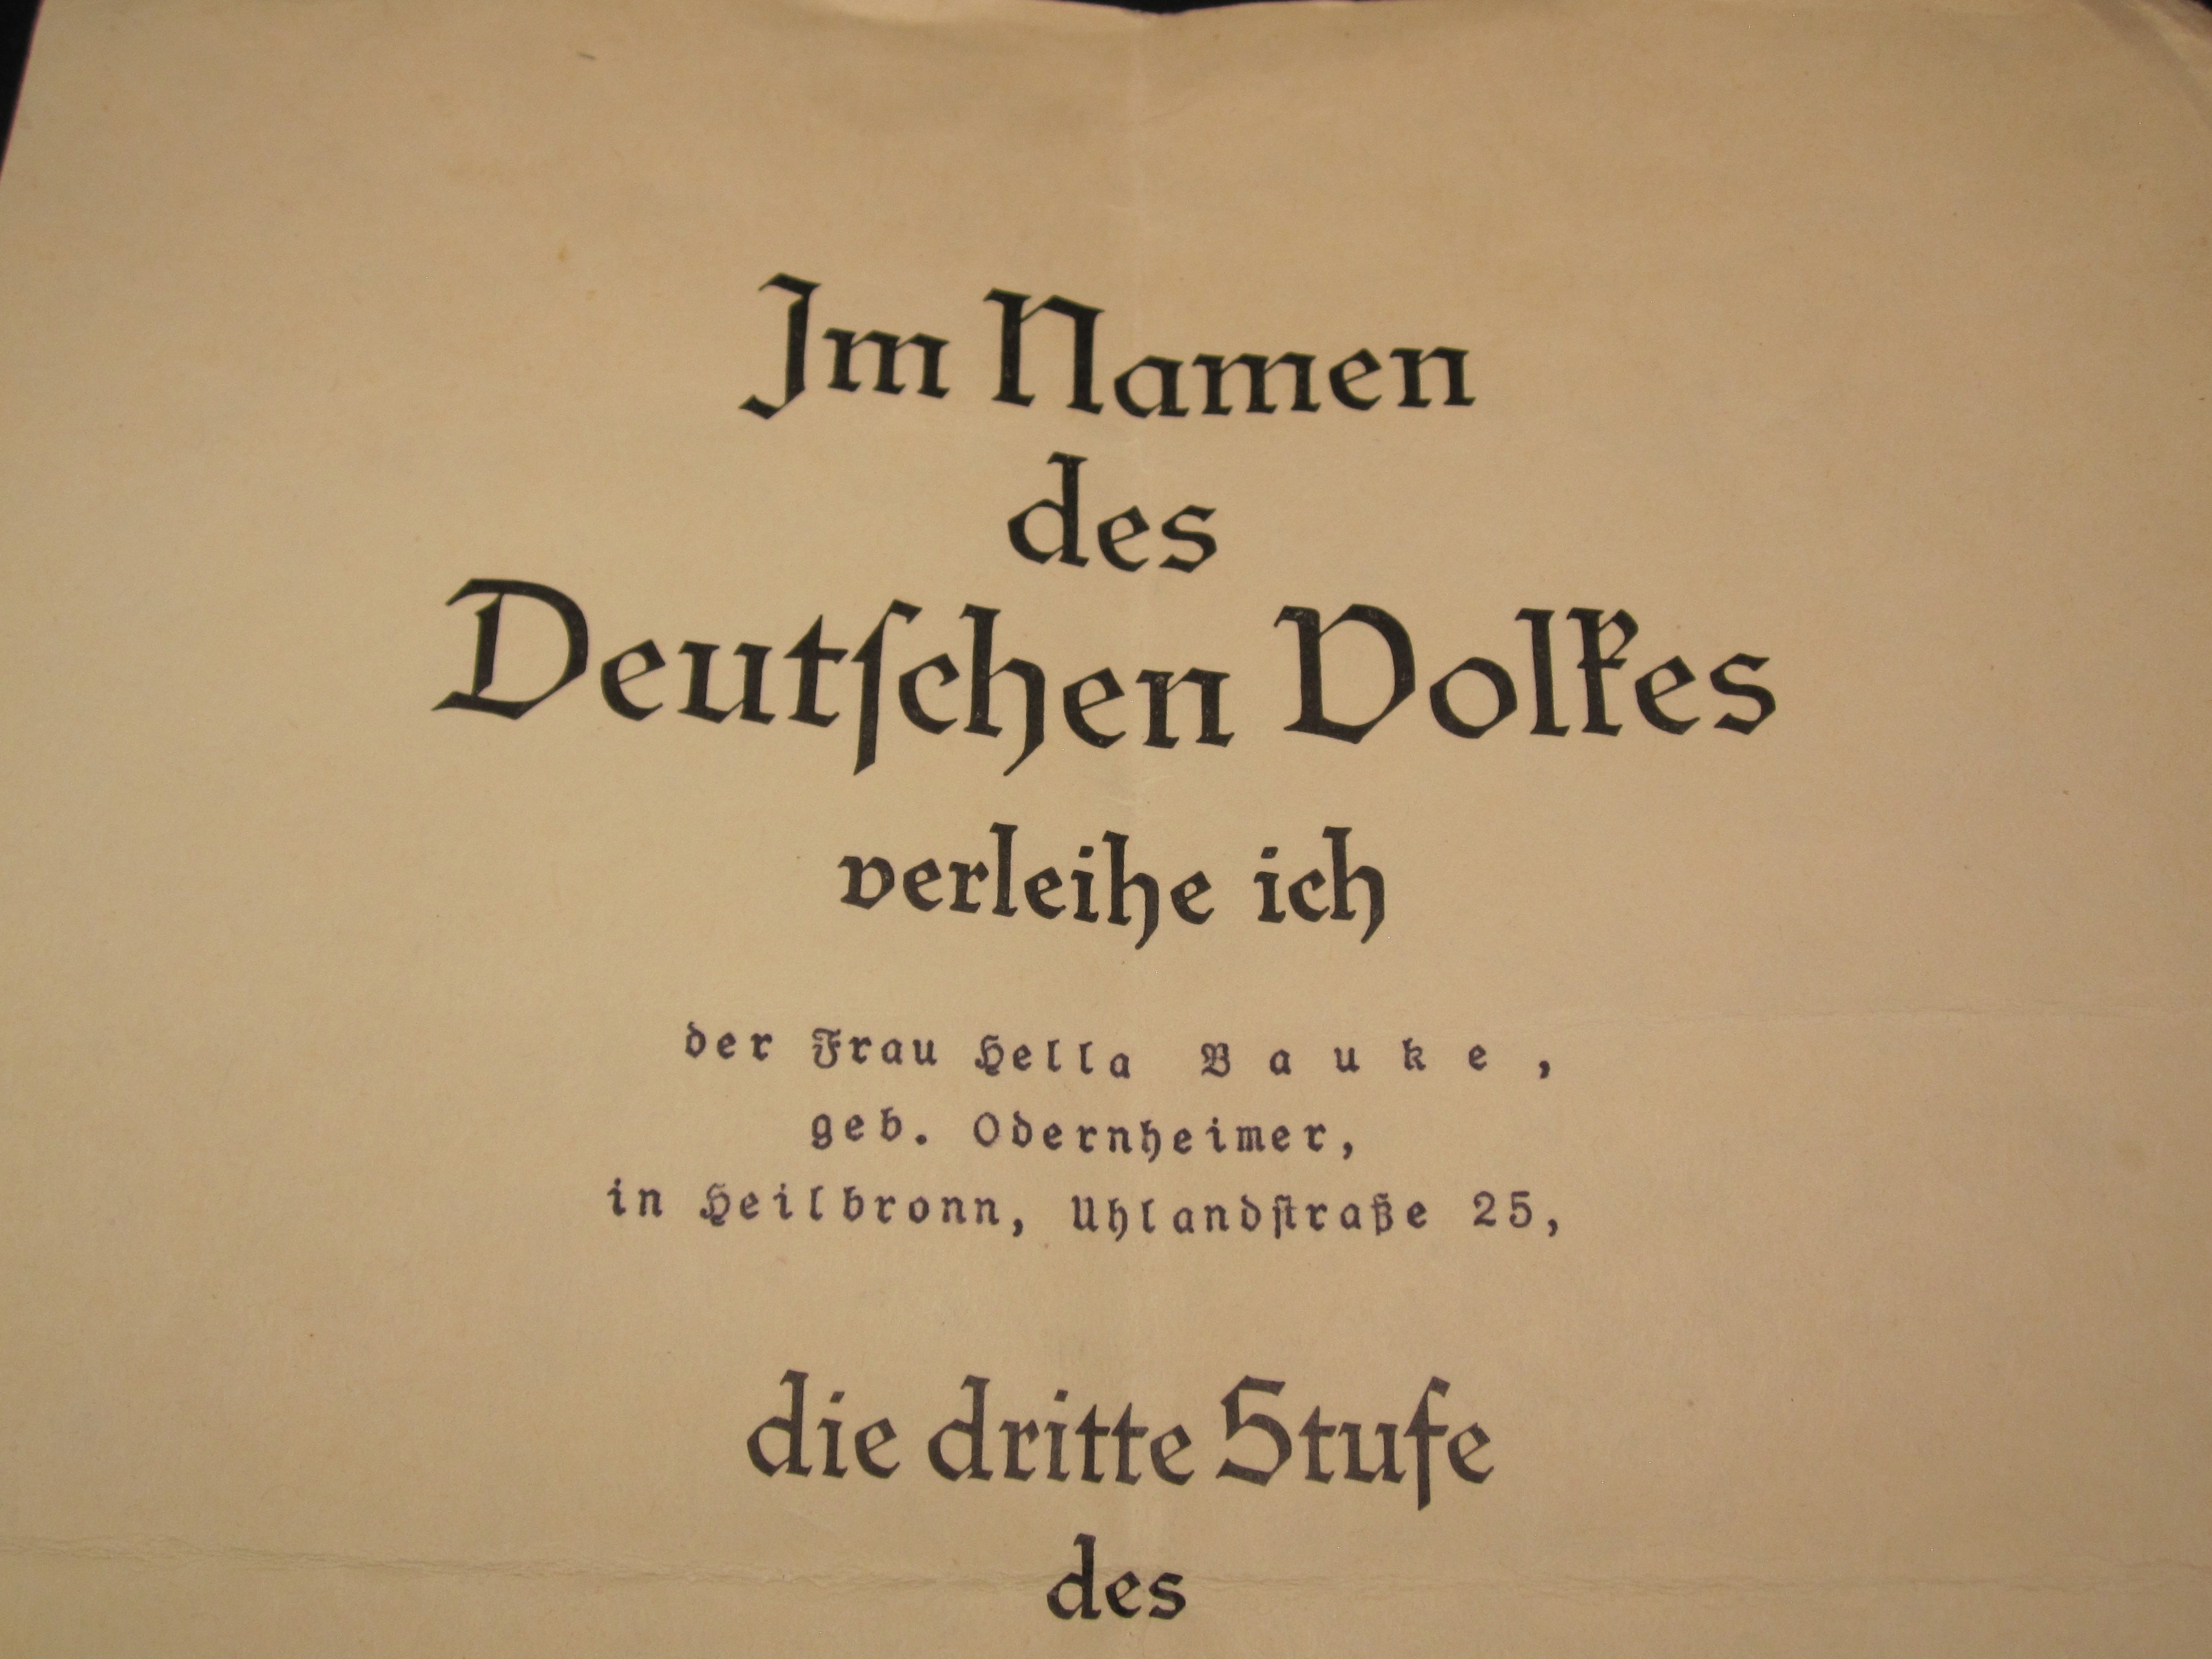 Im Namen
des
Deutſchen Volkes
verleihe ich
der Frau Hella Bauke,
geb. Odernheimer,
in Heilbronn, Uhlandſtraße 25,
die dritte Stufe
des